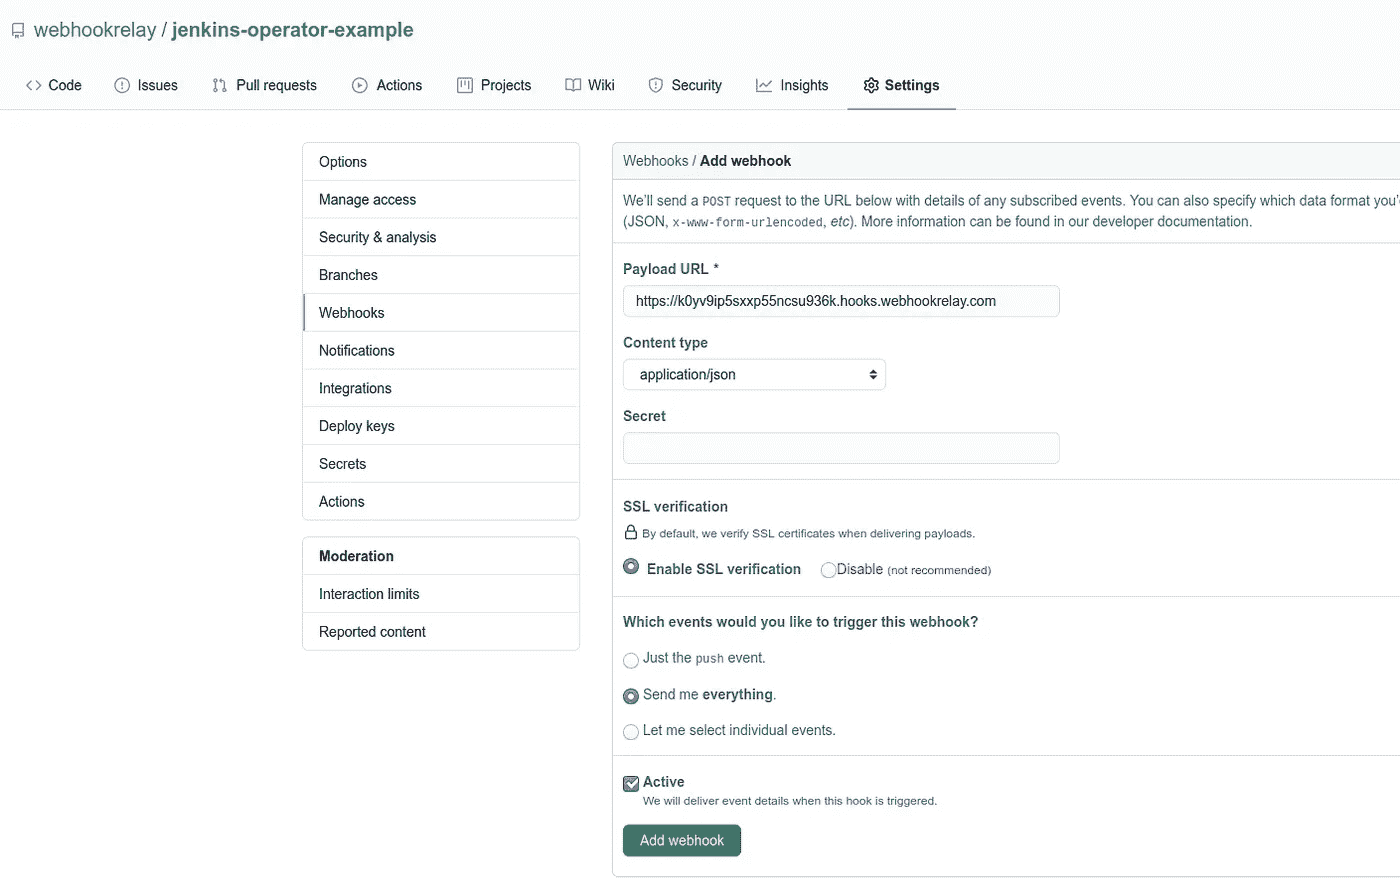 webhookrelay / jenkins-operator-example
Code Issues Pull requests Actions Projects Wiki Security Insights Settings
Options
Manage access
Security & analysis
Branches
Webhooks
Notifications
Integrations
Deploy keys
Secrets
Actions
Moderation
Interaction limits
Reported content
Webhooks / Add webhook
We'll send a POST request to the URL below with details of any subscribed events. You can also specify which data format you'
(JSON, x-www-form-urlencoded, etc). More information can be found in our developer documentation.
Payload URL *
https://k0yv9ip5sxxp55ncsu936k.hooks.webhookrelay.com
Content type
application/json
Secret
SSL verification
By default, we verify SSL certificates when delivering payloads.
Enable SSL verification Disable (not recommended)
Which events would you like to trigger this webhook?
Just the push event.
Send me everything.
Let me select individual events.
Active
We will deliver event details when this hook is triggered.
Add webhook